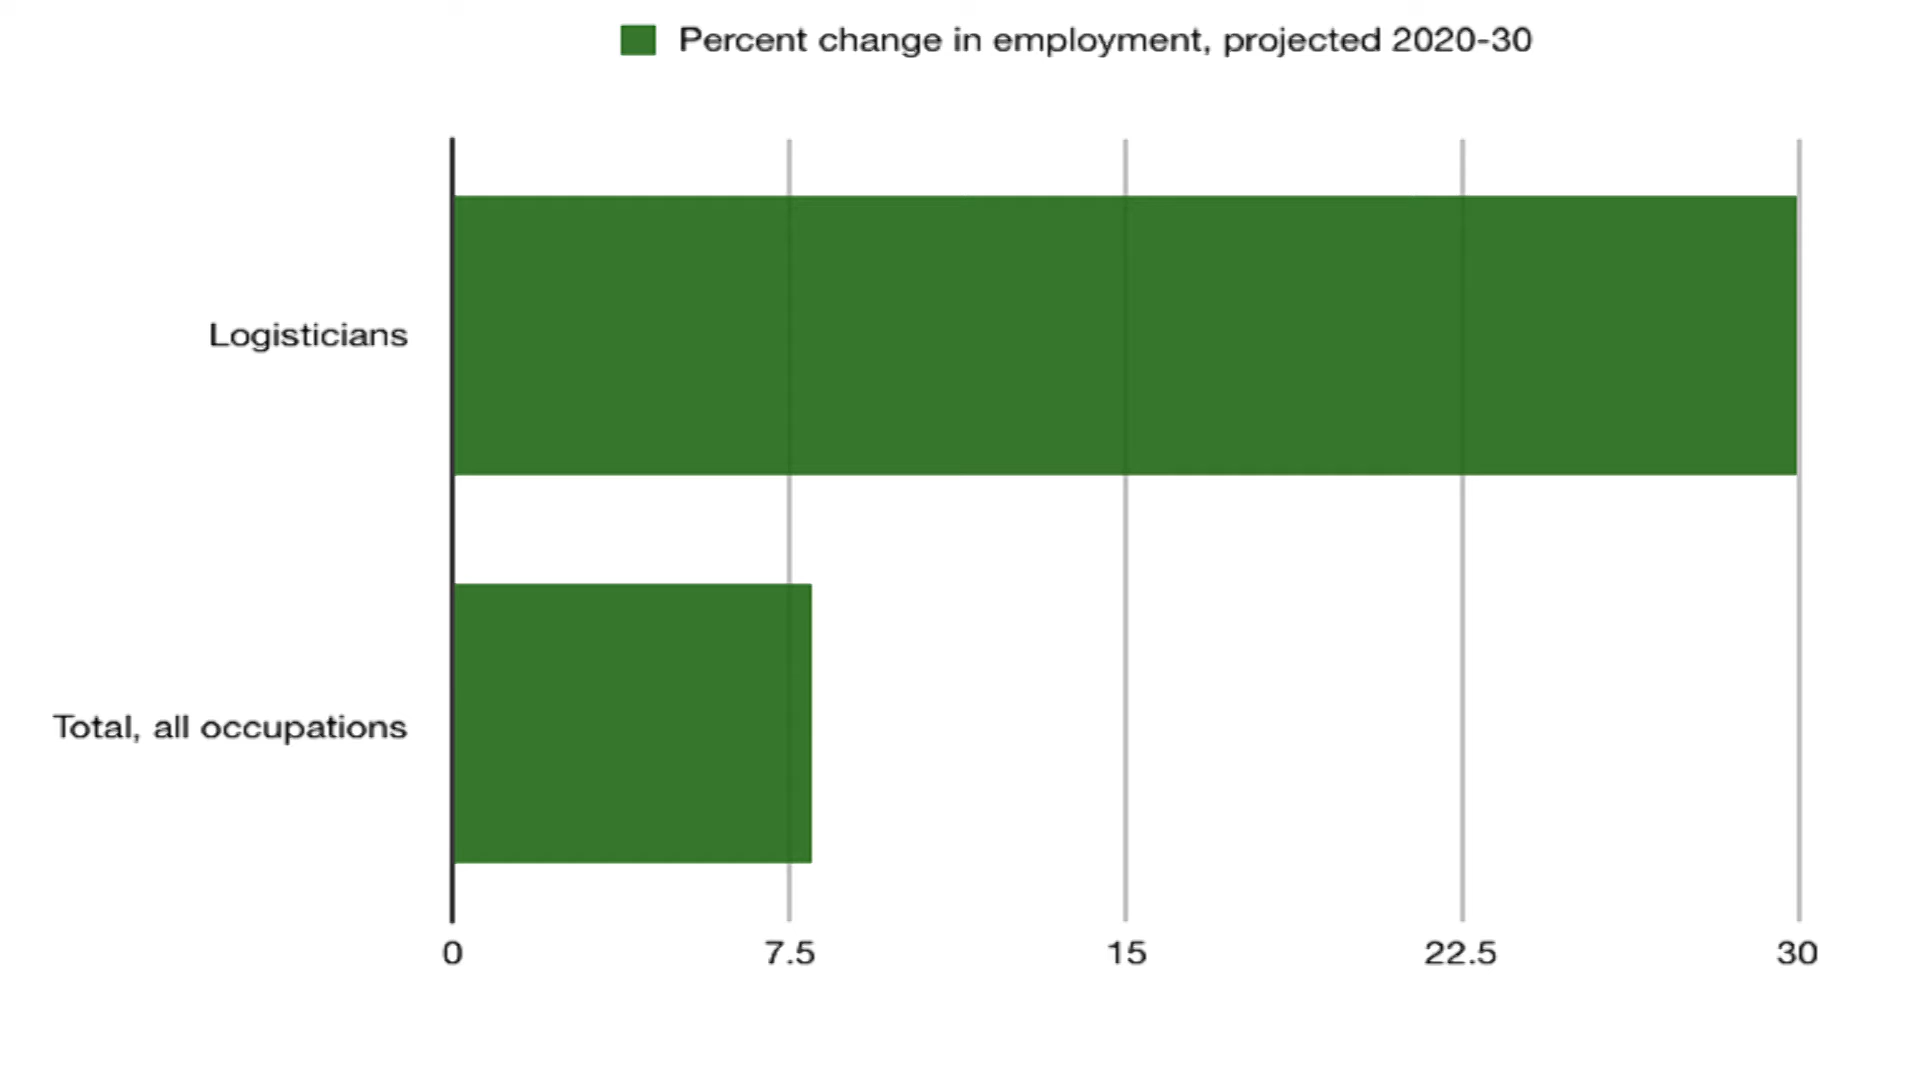 Percent change in employment, projected 2020-30
Logisticians
Total, all occupations
0 7.5 15 22.5 30